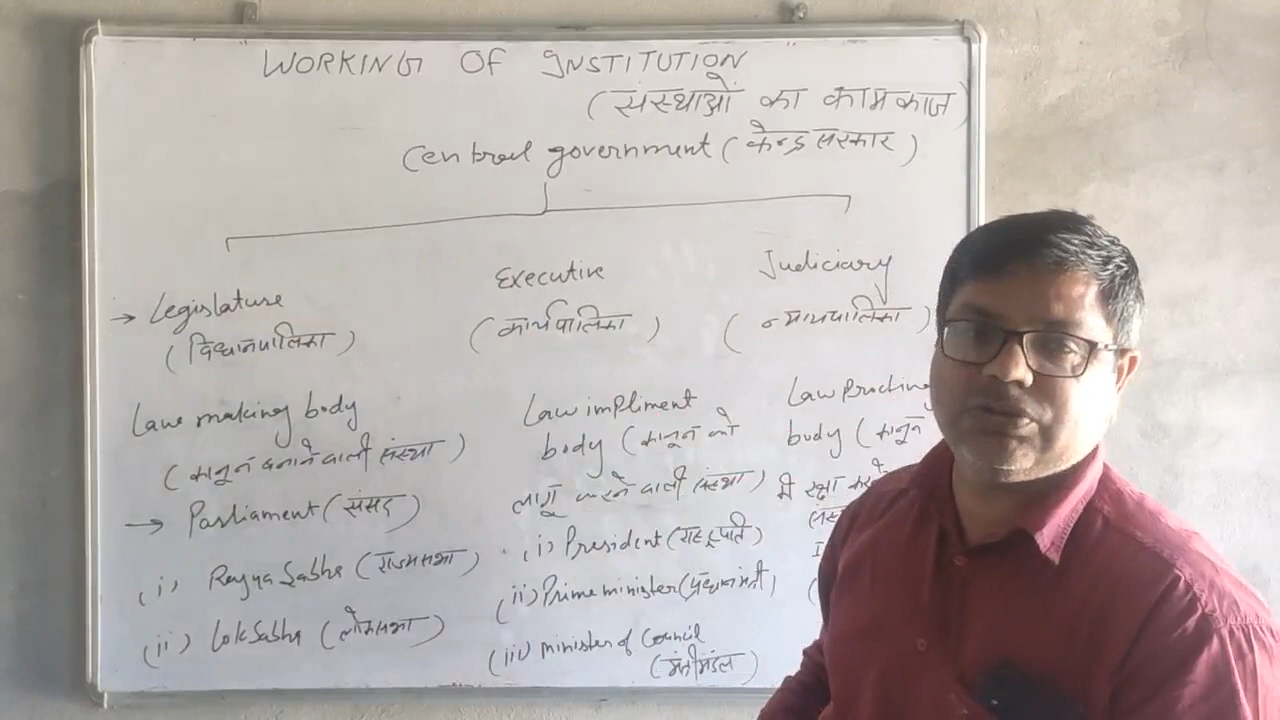 "WORKING OF INSTITUTION"
(संस्थाओं का कामकाज)
Central government (केन्द्र सरकार)
→ Legislature
(विधानपालिका)
Executive
(कार्यपालिका)
Judiciary
(न्यायपालिका)
Law making body
(कानून बनाने वाली संस्था)
→ Parliament (संसद)
(i) Rajya Sabha (राज्यसभा)
(ii) Lok Sabha (लोकसभा)
Law impliment
body (कानून को
लागू करने वाली संस्था)
(i) President (राष्ट्रपति)
(ii) Prime minister (प्रधानमंत्री)
(iii) minister of Council
(मंत्रीमंडल)
Law
body (कानून
रक्षा